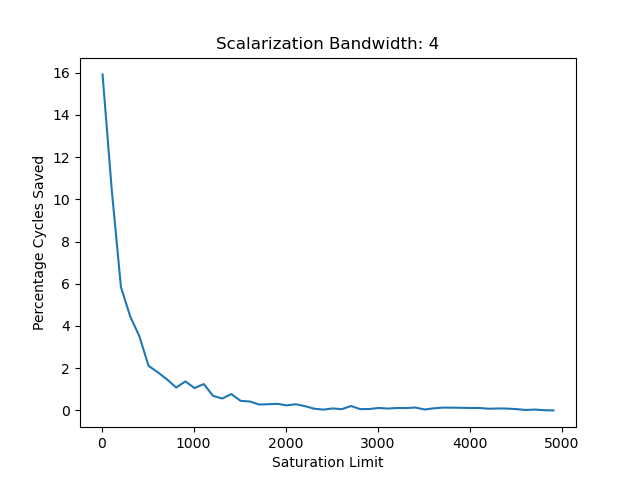 Scalarization Bandwidth: 4
16
14
12
10
8
6
4
2
0
Percentage Cycles Saved
0 1000 2000 3000 4000 5000
Saturation Limit